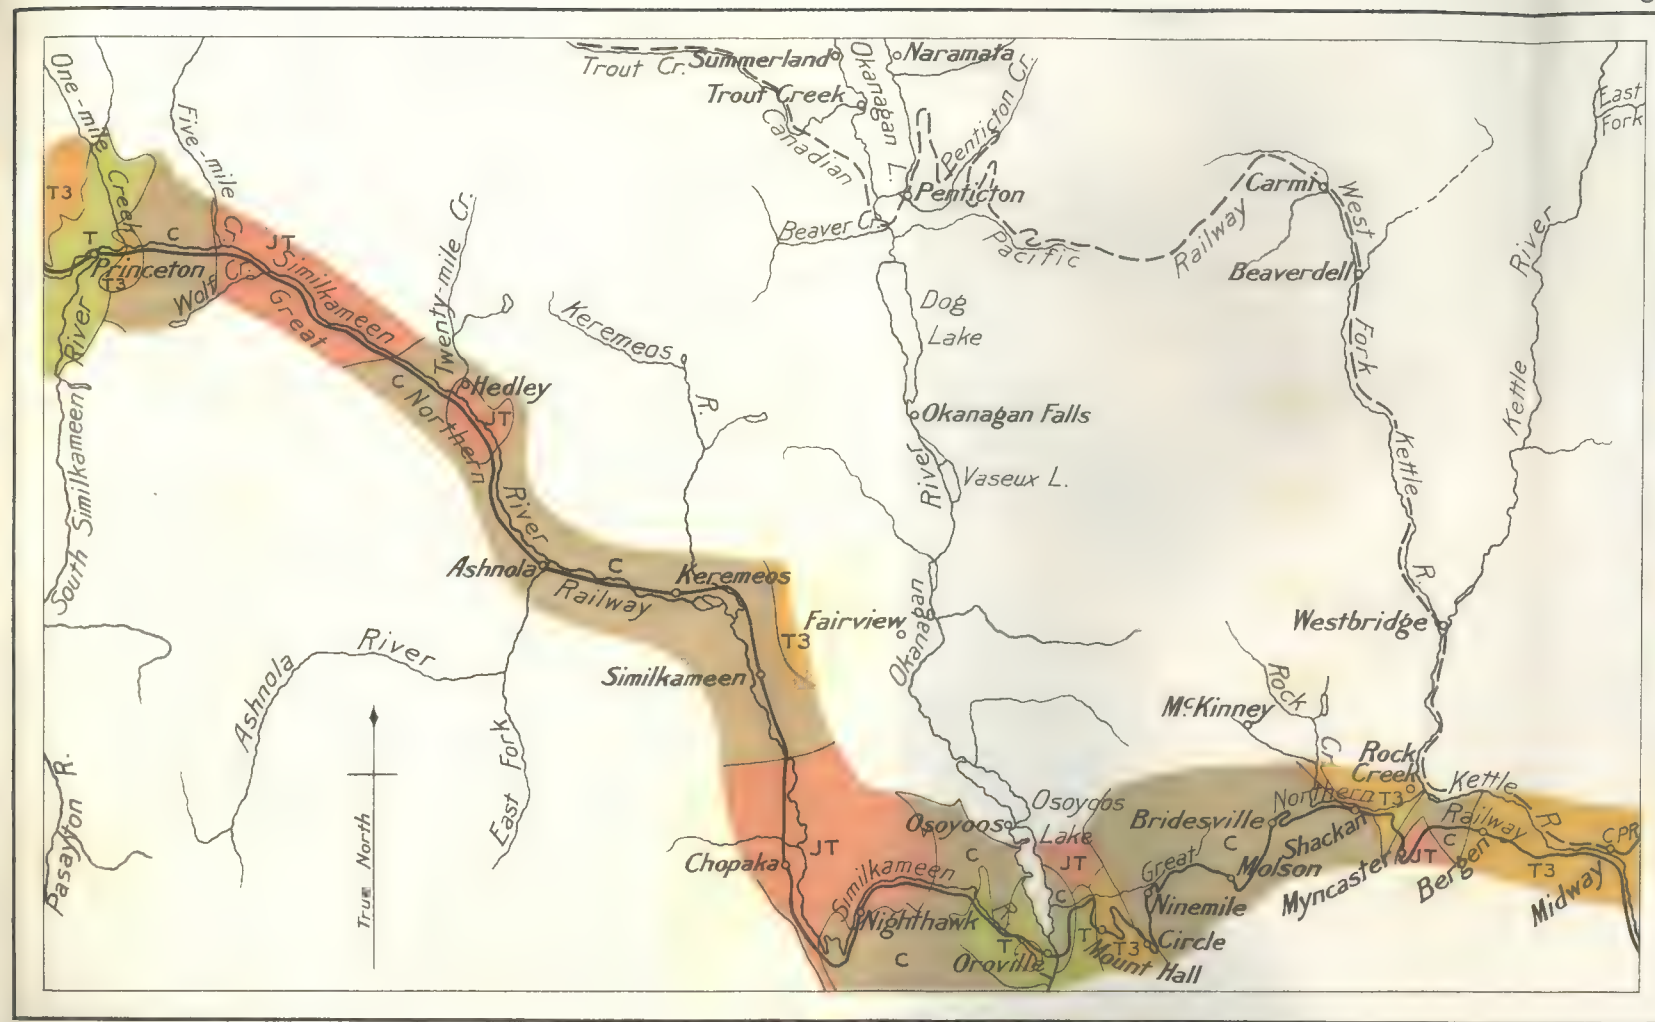 One-mile Creek
Five-mile Cr.
Trout Cr.
Summerland
Okanagan L.
Naramata
Trout Creek
Canadian
Penticton Cr.
East
Fork
T3
Penticton
Carmi
West
Beaver Cr.
Pacific
Railway
Kettle River
T
C
JT
Princeton
T3
Wolf Cr.
Similkameen
Great
Twenty-mile Cr.
Keremeos R.
Dog
Lake
Beaverdell
Fork
River
C
Northern
Hedley
JT
Okanagan Falls
River
Vaseux L.
Kettle R.
South Similkameen
River
Ashnola
C
Railway
Keremeos
Fairview
T3
Okanagan
Westbridge
Ashnola
River
Similkameen
East Fork
McKinney
Rock
Cr.
Rock
Creek
Pasayton R.
True North
Kettle
R.
Osoyoos
Osoyoos
Lake
Bridesville
Northern
T3
Railway
C
Shackan
CPR
Chopaka
JT
Similkameen
C
JT
Great
Molson
Myncaster
JT
C
Bergen
T3
Midway
Nighthawk
R.
C
Ninemile
C
T
Oroville
T
Mount Hall
T3
Circle